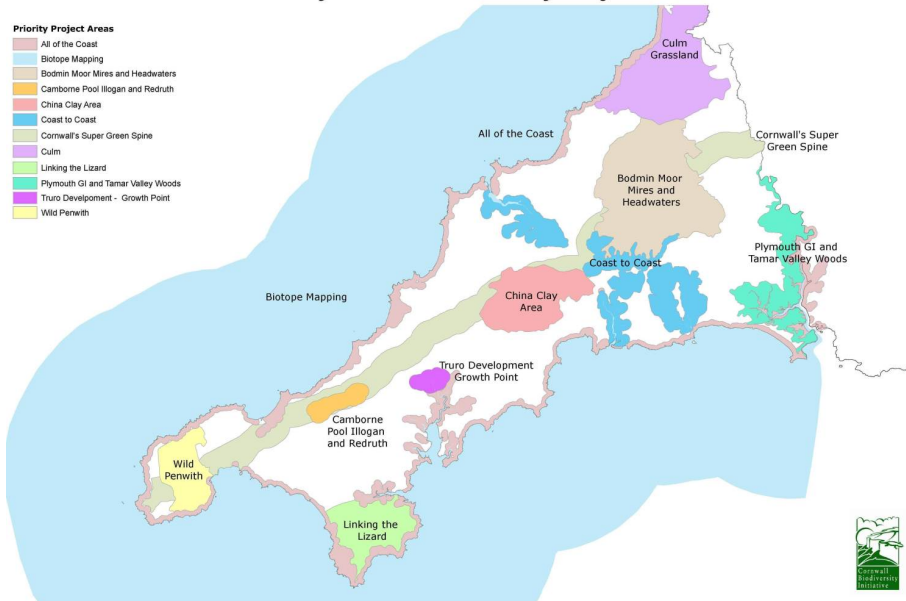 Priority Project Areas
All of the Coast
Biotope Mapping
Bodmin Moor Mires and Headwaters
Camborne Pool Illogan and Redruth
China Clay Area
Coast to Coast
Cornwall's Super Green Spine
Culm
Linking the Lizard
Plymouth GI and Tamar Valley Woods
Truro Development - Growth Point
Wild Penwith
Culm
Grassland
All of the Coast
Cornwall's Super
Green Spine
Bodmin Moor
Mires and
Headwaters
Plymouth GI and
Tamar Valley Woods
Coast to Coast
Biotope Mapping
China Clay
Area
Truro Development
Growth Point
Camborne
Pool Illogan
and Redruth
Wild
Penwith
Linking the
Lizard
Cornwall
Biodiversity
Initiative